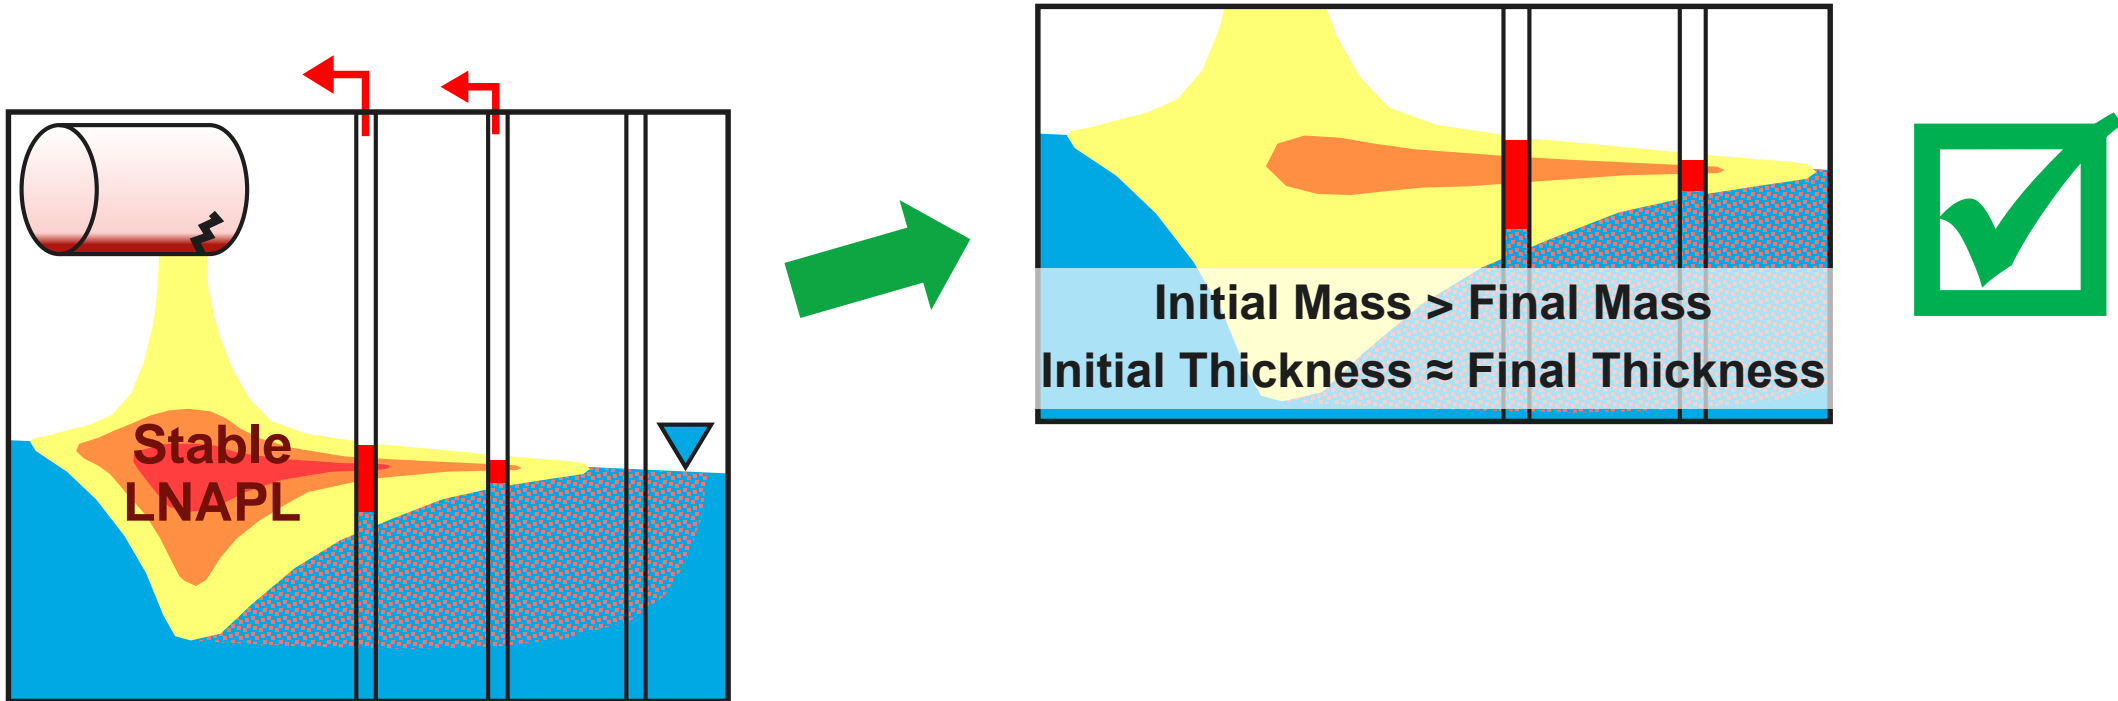 Stable
LNAPL
Initial Mass > Final Mass
Initial Thickness ≈ Final Thickness